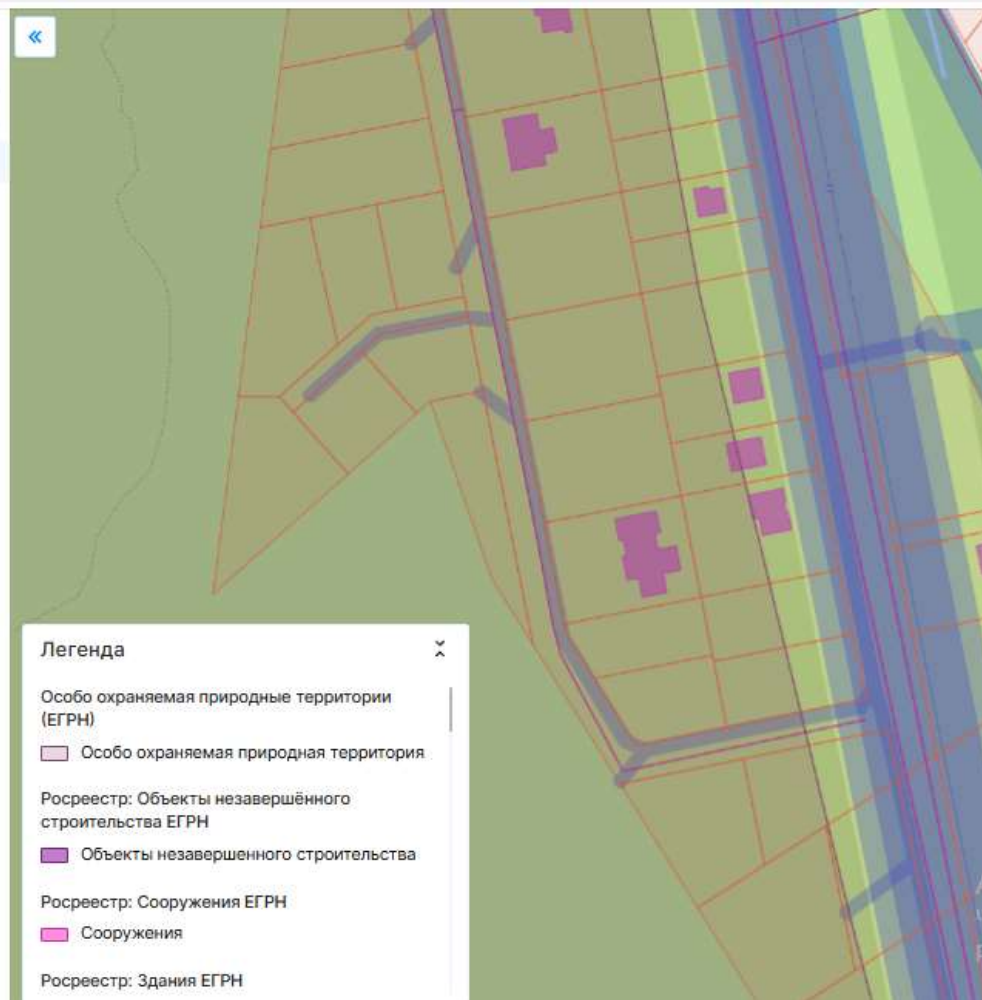 Легенда
Особо охраняемая природные территории
(ЕГРН)
Особо охраняемая природная территория
Росреестр: Объекты незавершённого
строительства ЕГРН
Объекты незавершенного строительства
Росреестр: Сооружения ЕГРН
Сооружения
Росреестр: Здания ЕГРН